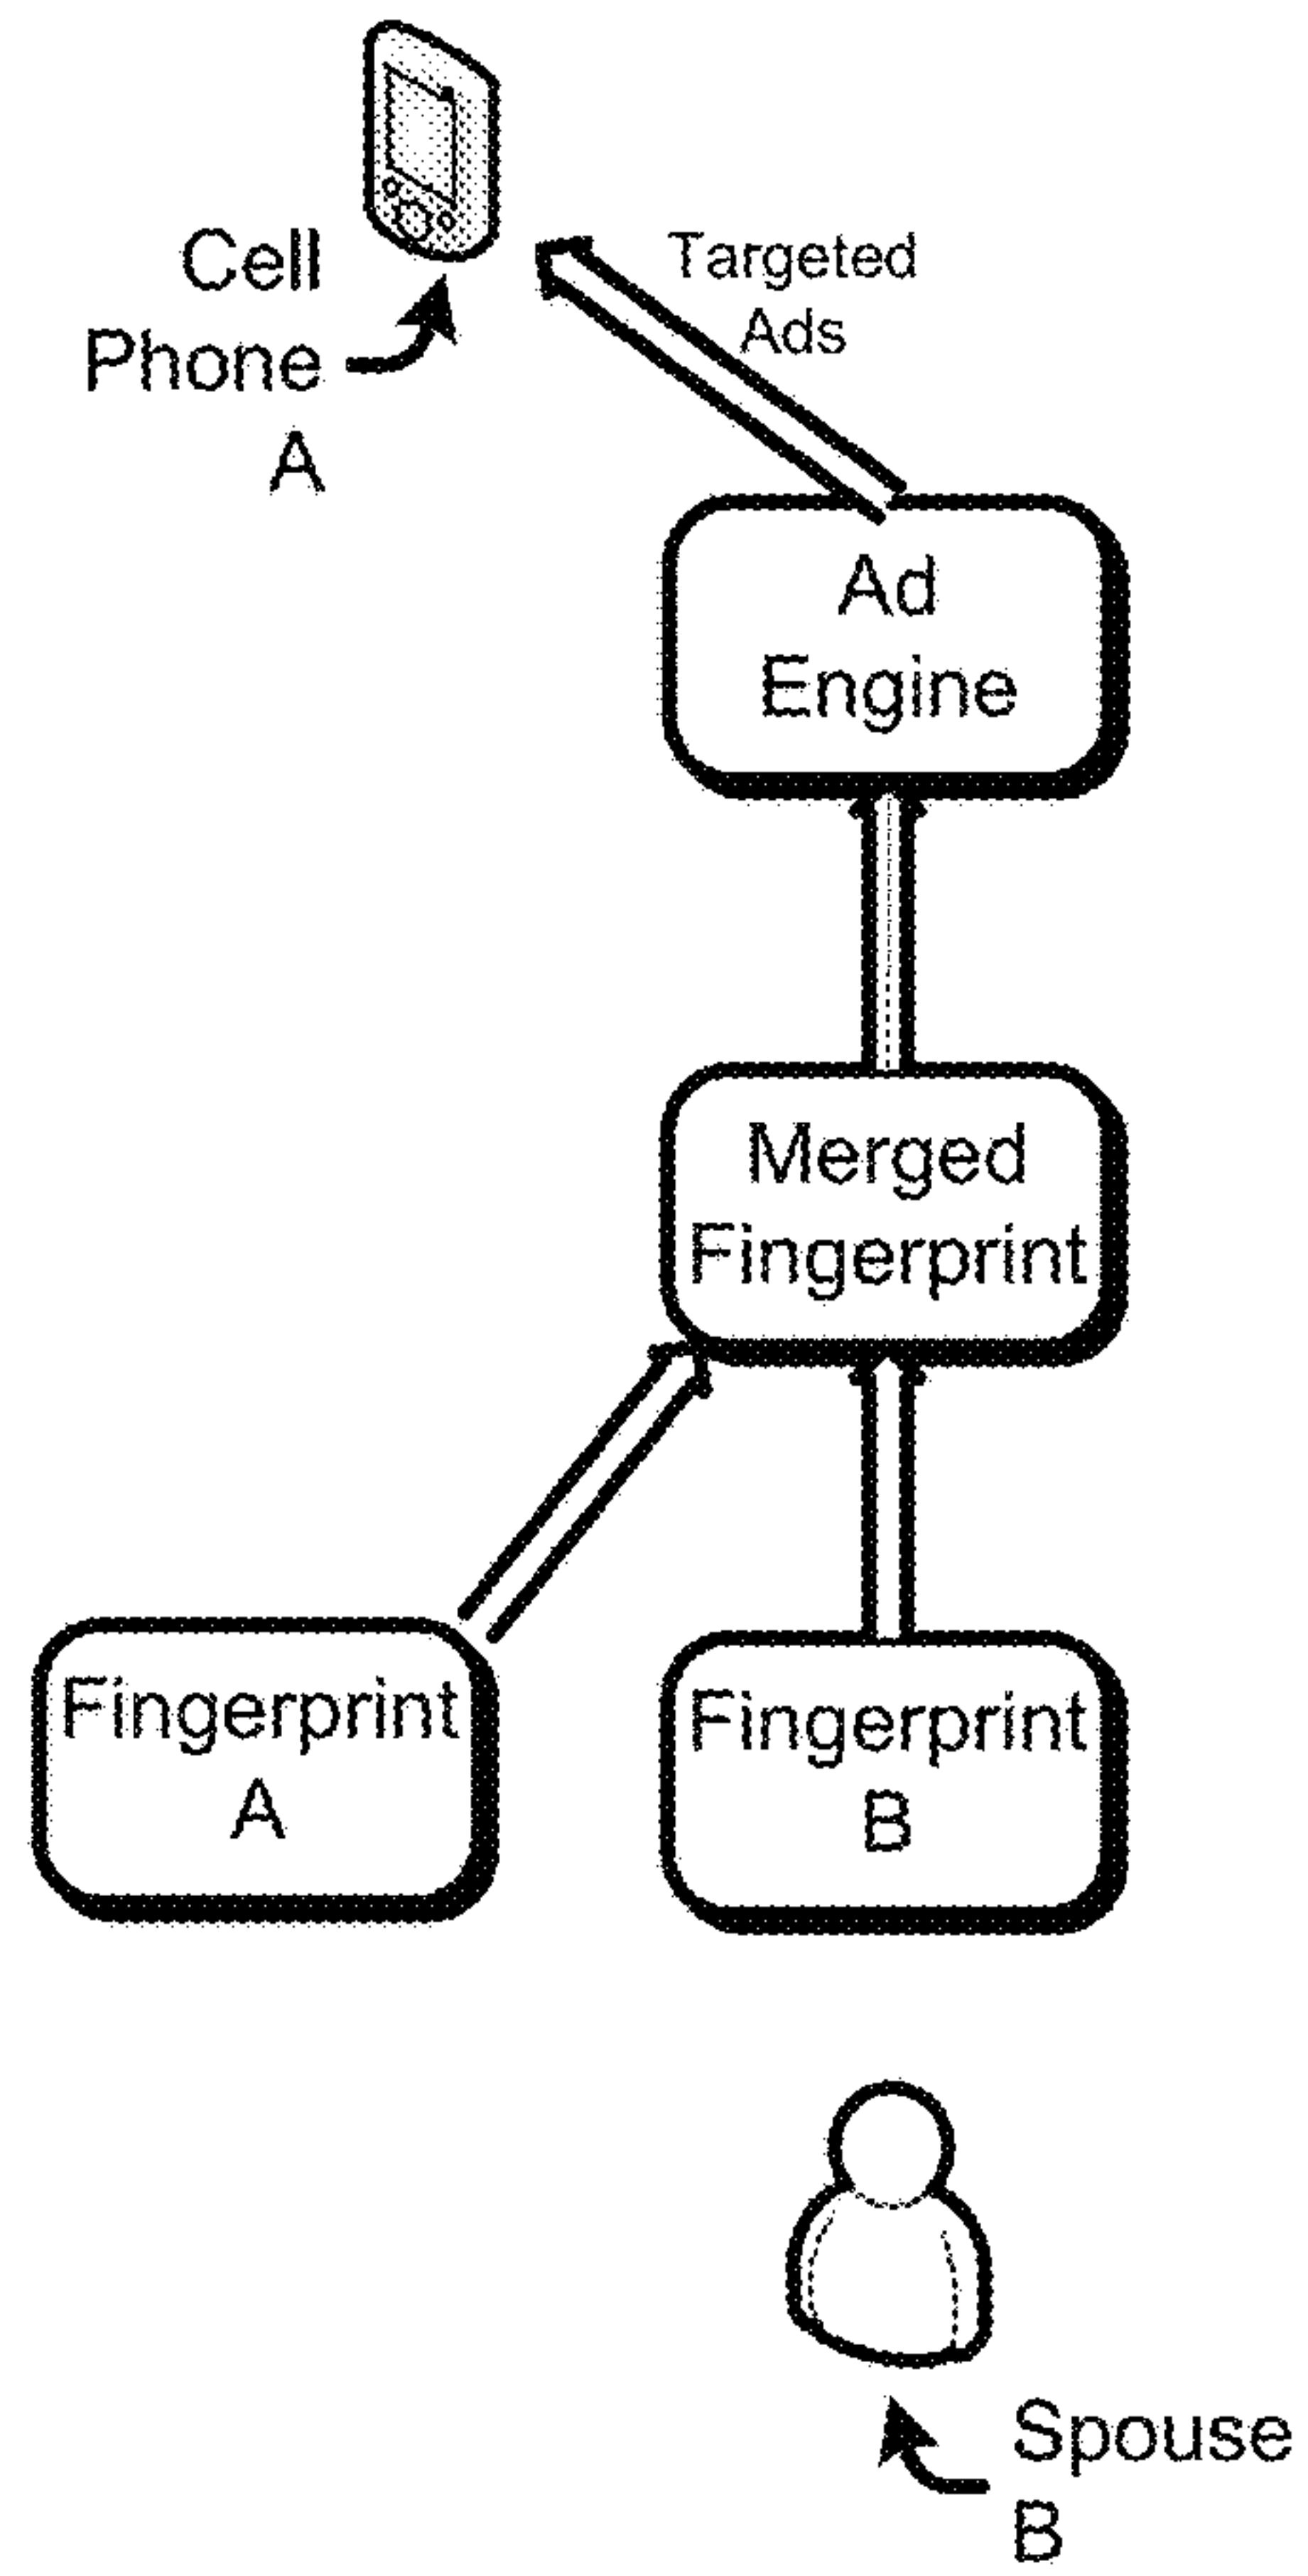 Cell
Phone
A
Targeted
Ads
Ad
Engine
Merged
Fingerprint
Fingerprint
A
Fingerprint
B
Spouse
B